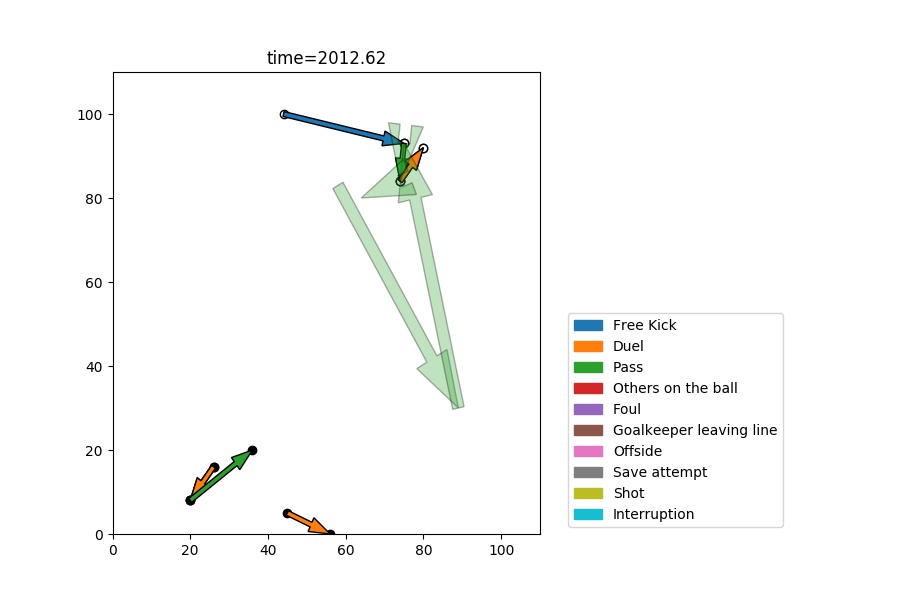 time=2012.62
100
80
60
40
20
0
0 20 40 60 80 100
Free Kick
Duel
Pass
Others on the ball
Foul
Goalkeeper leaving line
Offside
Save attempt
Shot
Interruption